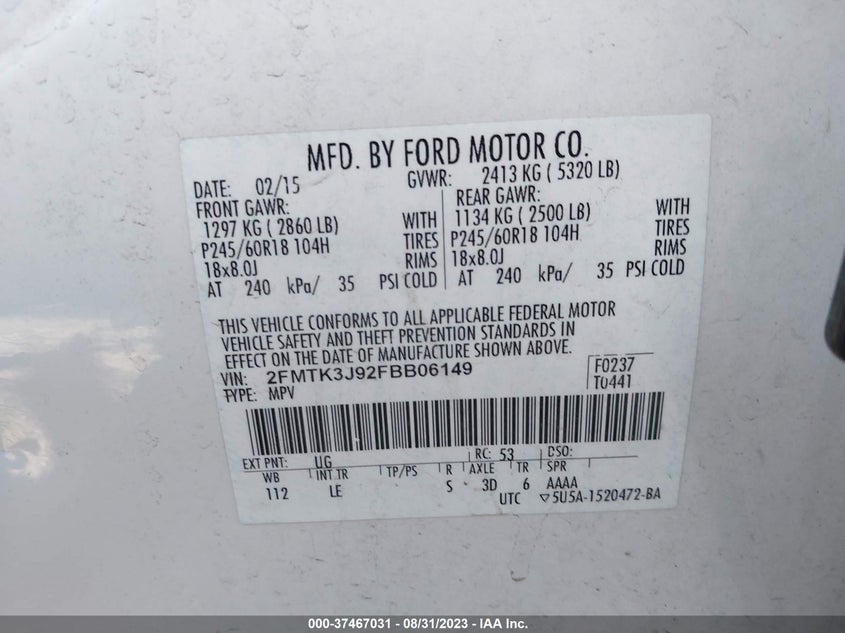 MFD. BY FORD MOTOR CO.
DATE: 02/15 GVWR: 2413 KG ( 5320 LB)
FRONT GAWR: REAR GAWR:
1297 KG ( 2860 LB) WITH 1134 KG ( 2500 LB) WITH
P245/60R18 104H TIRES P245/60R18 104H TIRES
18x8.0J RIMS 18x8.0J RIMS
AT 240 kPa/ 35 PSI COLD AT 240 kPa/ 35 PSI COLD
THIS VEHICLE CONFORMS TO ALL APPLICABLE FEDERAL MOTOR
VEHICLE SAFETY AND THEFT PREVENTION STANDARDS IN
EFFECT ON THE DATE OF MANUFACTURE SHOWN ABOVE.
VIN: 2FMTK3J92FBB06149 F0237
TYPE: MPV T0441
EXT PNT: UG RC: 53 DSO:
WB INT TR TP/PS R AXLE TR SPR
112 LE S 3D 6 AAAA
UTC ▽5U5A-1520472-BA
000-37467031 - 08/31/2023 - IAA Inc.